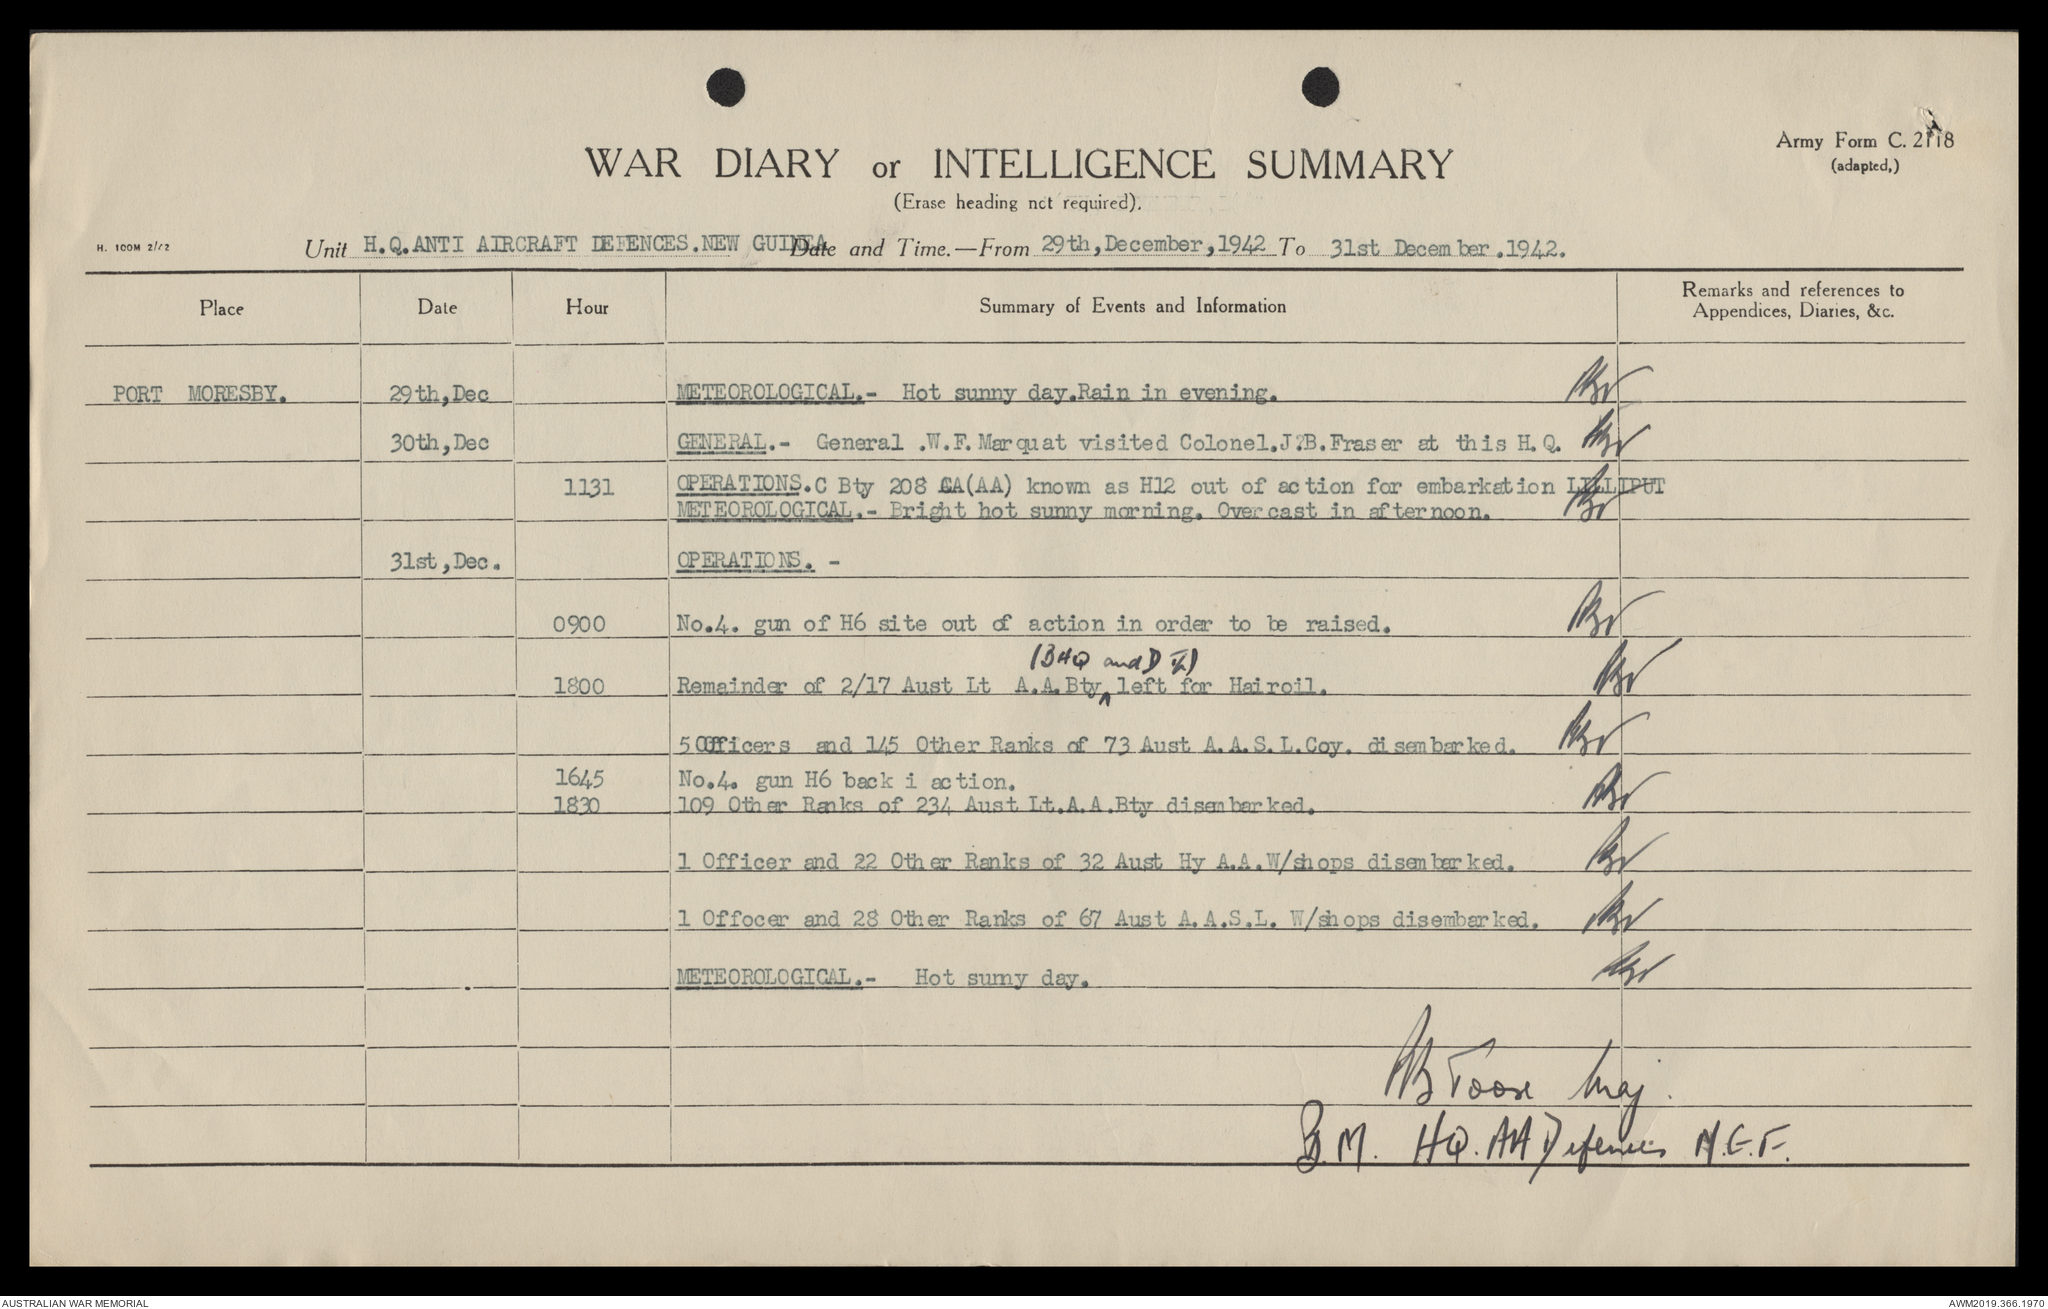 Army Form C. 2118
(adapted,)
WAR DIARY or INTELLIGENCE SUMMARY
(Erase heading not required).
H. 100M 2/42
Unit H.Q.ANTI AIRCRAFT DEFENCES.NEW GUINEA Date and Time.—From 29th,December,1942 To 31st December.1942.
Place Date Hour Summary of Events and Information Remarks and references to
Appendices, Diaries, &c.
PORT MORESBY. 29th,Dec METEOROLOGICAL.- Hot sunny day.Rain in evening.
30th,Dec GENERAL.- General .W.F.Marquat visited Colonel.J?B.Fraser at this H.Q.
1131 OPERATIONS.C Bty 208 CA(AA) known as H12 out of action for embarkation LILLIPUT
METEOROLOGICAL.- Bright hot sunny morning. Overcast in afternoon.
31st,Dec. OPERATIONS. -
0900 No.4. gun of H6 site out of action in order to be raised.
(BHQ and D Tp)
1800 Remainder of 2/17 Aust Lt A.A.Bty ^ left for Hairoil.
5 Officers and 145 Other Ranks of 73 Aust A.A.S.L.Coy. disembarked.
1645 No.4. gun H6 back i action.
1830 109 Other Ranks of 234 Aust Lt.A.A.Bty disembarked.
1 Officer and 22 Other Ranks of 32 Aust Hy A.A.W/shops disembarked.
1 Offocer and 28 Other Ranks of 67 Aust A.A.S.L. W/shops disembarked.
METEOROLOGICAL.- Hot sunny day.
Toose Maj.
B.M. HQ. AA Defences N.G.F.
AUSTRALIAN WAR MEMORIAL AWM2019.366.1970